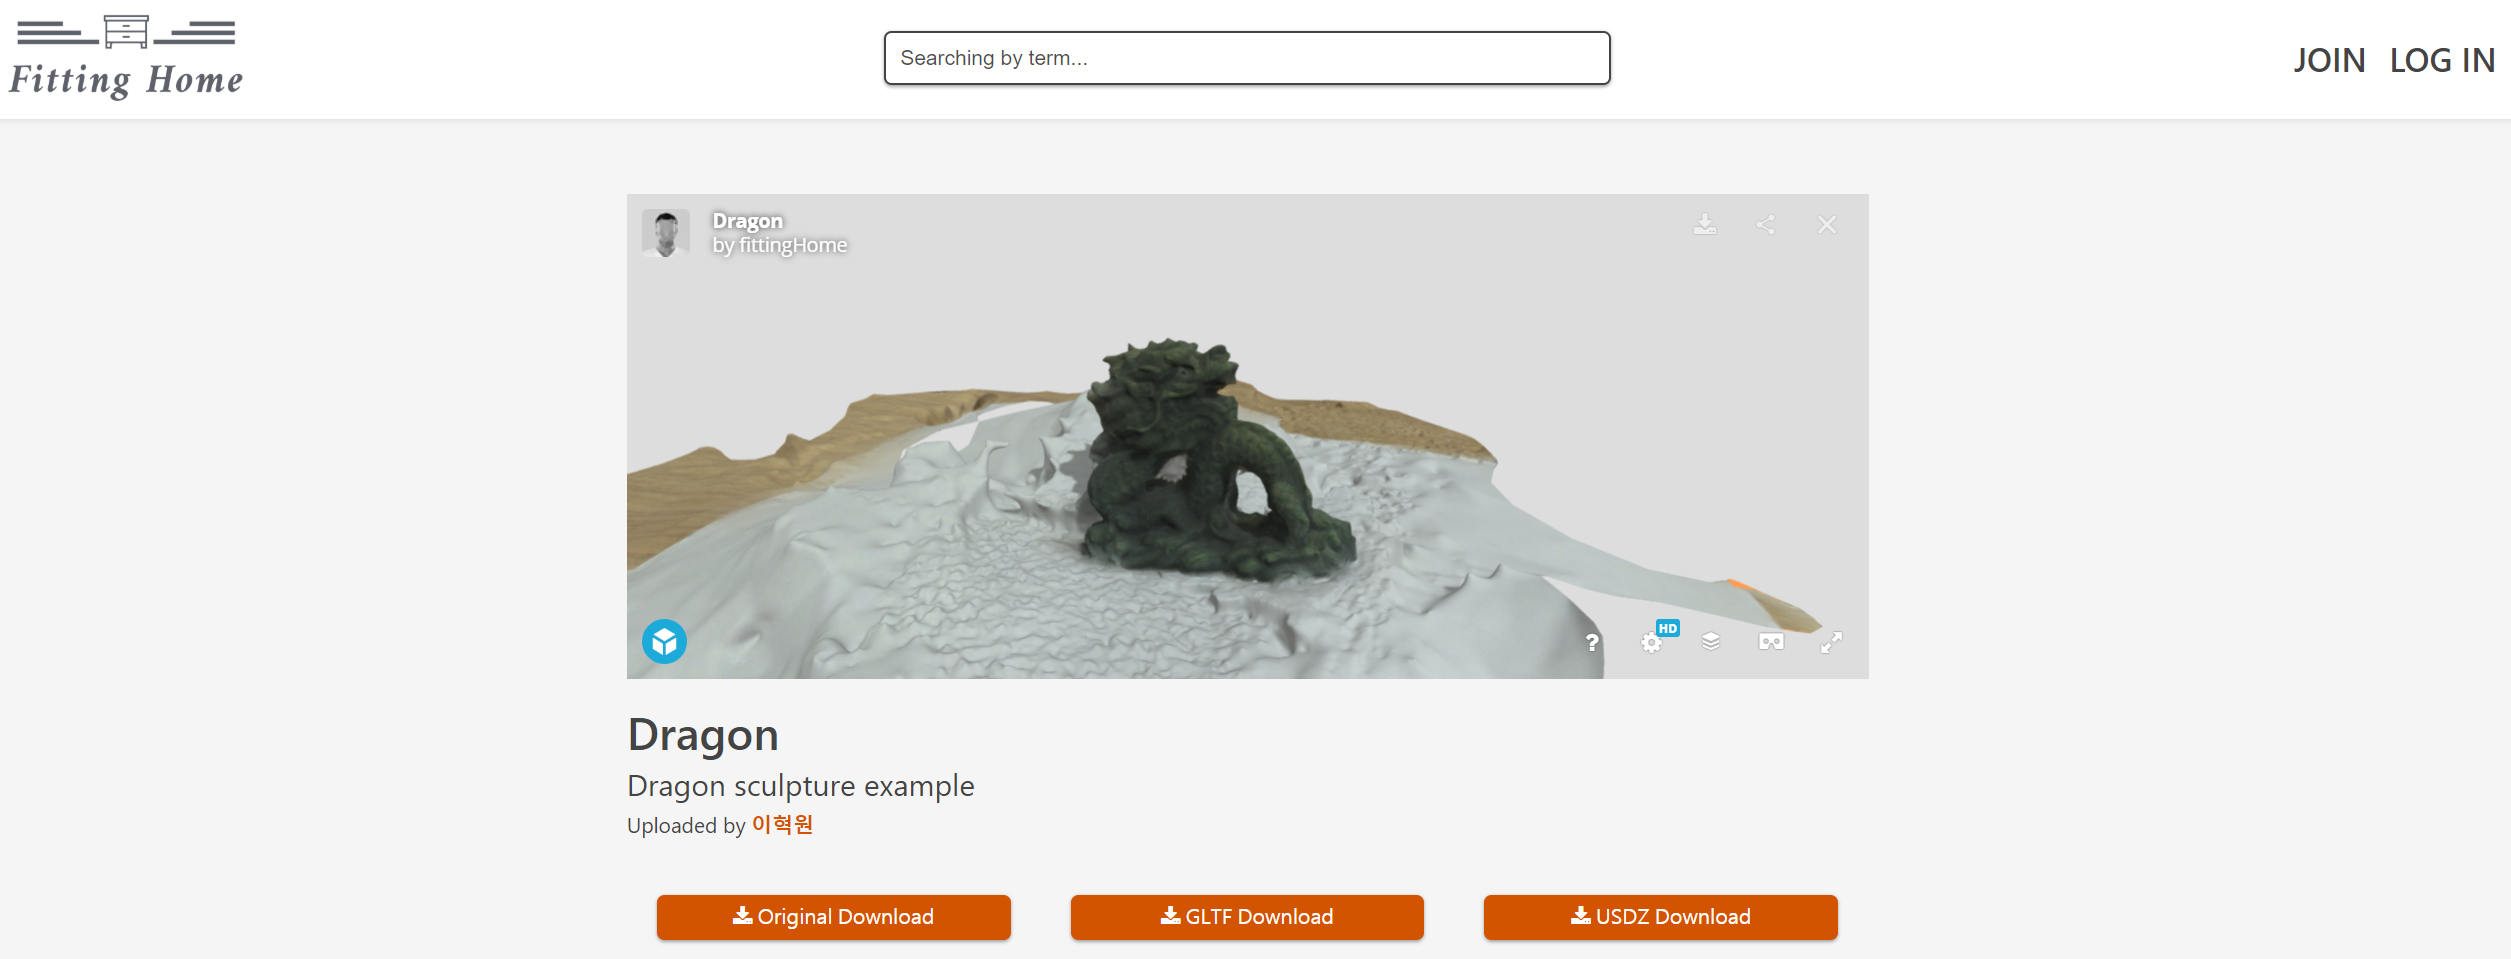 Fitting Home
Searching by term...
JOIN LOG IN
Dragon
by fittingHome
? HD
Dragon
Dragon sculpture example
Uploaded by 이혁원
Original Download
GLTF Download
USDZ Download